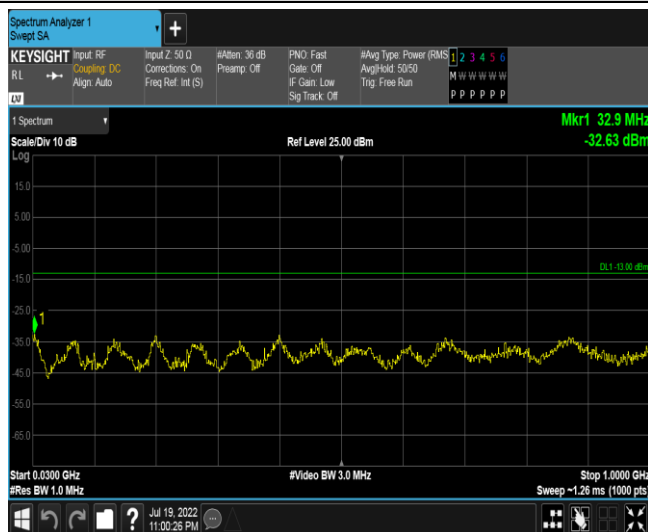 Spectrum Analyzer 1
Swept SA
+
KEYSIGHT
RL
LXI
Input: RF
Coupling: DC
Align: Auto
Input Z: 50 Ω
Corrections: On
Freq Ref: Int (S)
#Atten: 36 dB
Preamp: Off
PNO: Fast
Gate: Off
IF Gain: Low
Sig Track: Off
#Avg Type: Power (RMS
Avg|Hold: 50/50
Trig: Free Run
1 2 3 4 5 6
M W W W W W
P P P P P P
1 Spectrum
Mkr1 32.9 MHz
Scale/Div 10 dB
Ref Level 25.00 dBm
-32.63 dBm
Log
15.0
5.00
-5.00
DL1 -13.00 dBm
-15.0
-25.0
1
-35.0
-45.0
-55.0
-65.0
Start 0.0300 GHz
#Video BW 3.0 MHz
Stop 1.0000 GHz
#Res BW 1.0 MHz
Sweep ~1.26 ms (1000 pts)
?
Jul 19, 2022
11:00:26 PM